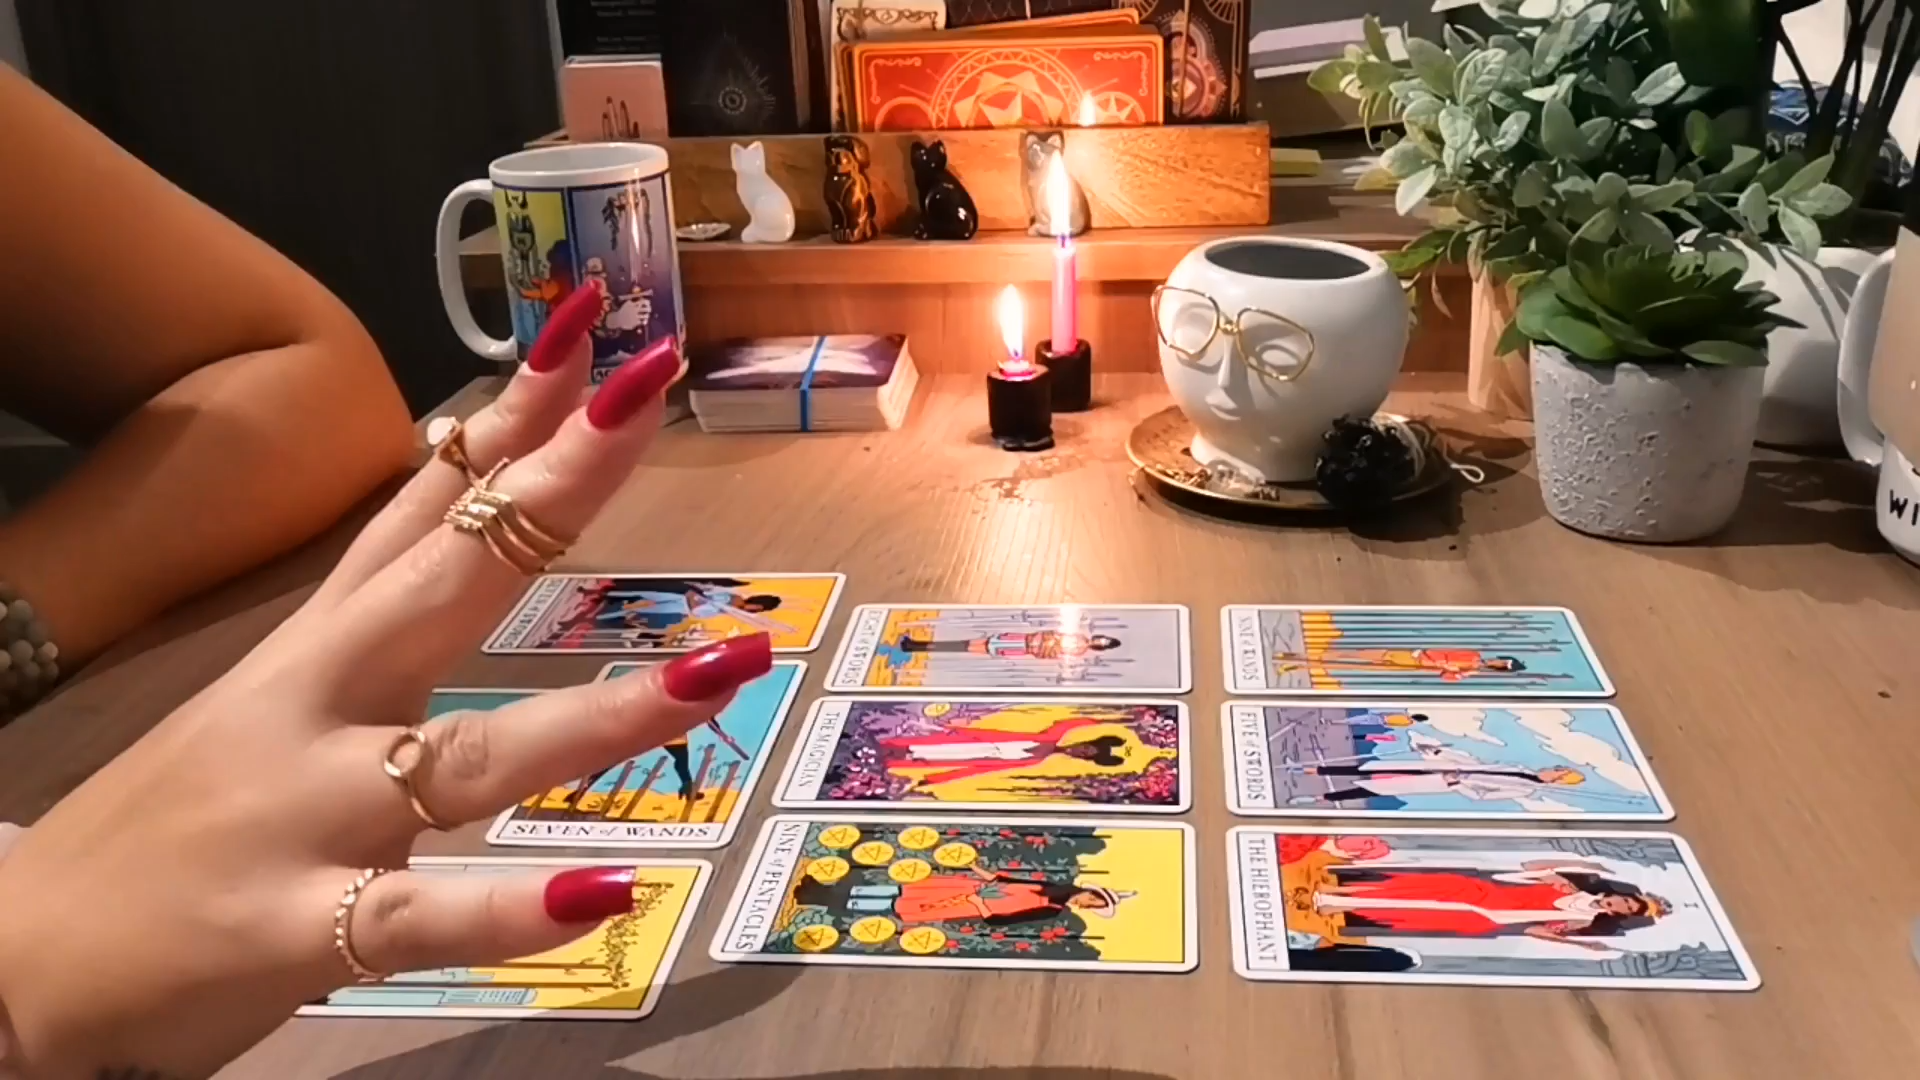 EIGHT of SWORDS
NINE of WANDS
THE MAGICIAN
FIVE of SWORDS
SEVEN of WANDS
NINE of PENTACLES
THE HIEROPHANT
WI